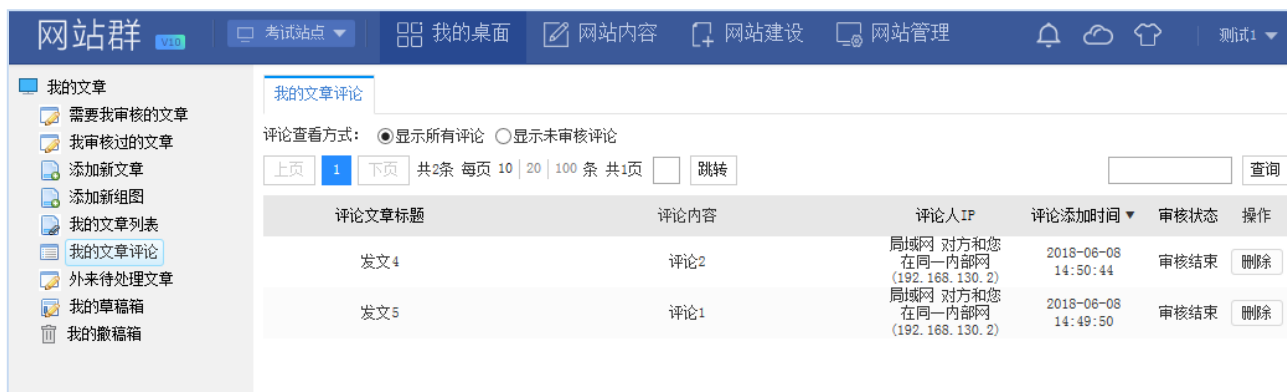 网站群 V10 考试站点 我的桌面 网站内容 网站建设 网站管理 测试1
我的文章
需要我审核的文章
我审核过的文章
添加新文章
添加新组图
我的文章列表
我的文章评论
外来待处理文章
我的草稿箱
我的撤稿箱
我的文章评论
评论查看方式： 显示所有评论 显示未审核评论
上页 1 下页 共2条 每页 10 | 20 | 100 条 共1页 跳转 查询
评论文章标题 评论内容 评论人IP 评论添加时间▼ 审核状态 操作
发文4 评论2 局域网 对方和您
在同一内部网
(192.168.130.2) 2018-06-08
14:50:44 审核结束 删除
发文5 评论1 局域网 对方和您
在同一内部网
(192.168.130.2) 2018-06-08
14:49:50 审核结束 删除